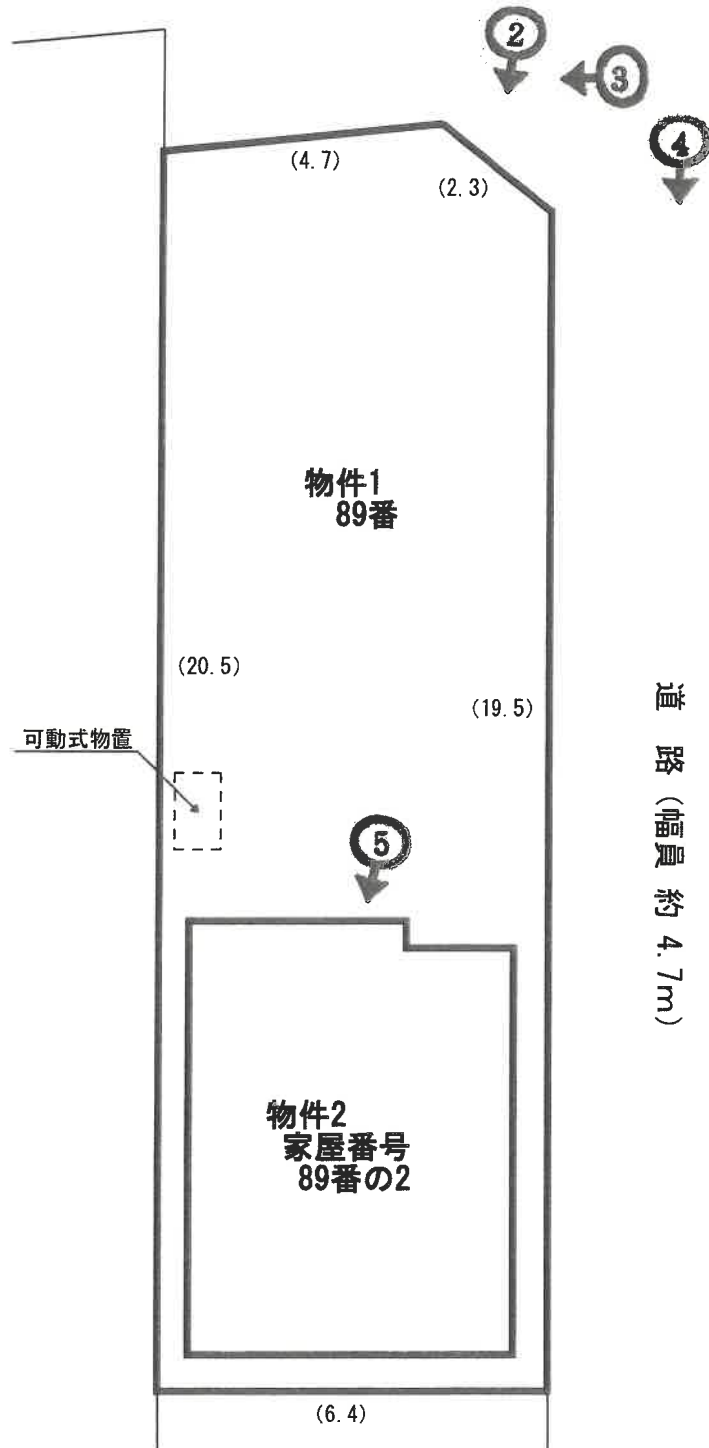 ②
③
④
(4.7)
(2.3)
物件1
89番
(20.5)
(19.5)
道路(幅員 約 4.7m)
可動式物置
⑤
物件2
家屋番号
89番の2
(6.4)